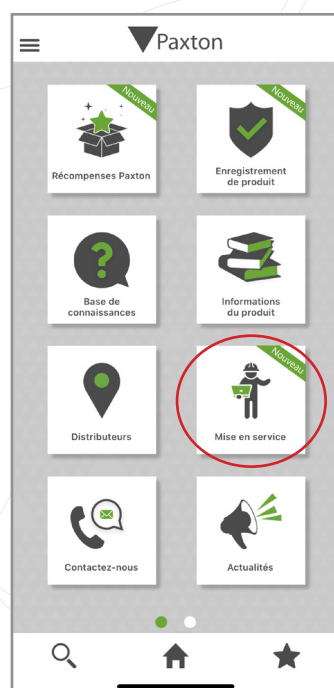 Paxton
Nouveau
Récompenses Paxton
Nouveau
Enregistrement
de produit
?
Base de
connaissances
Informations
du produit
Distributeurs
Nouveau
Mise en service
Contactez-nous
Actualités